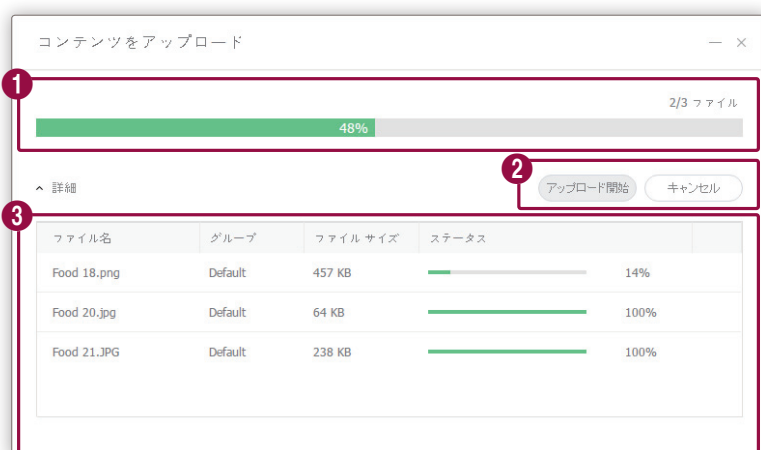 コンテンツをアップロード
1
2/3 ファイル
48%
2
詳細
アップロード開始 キャンセル
3
ファイル名 グループ ファイル サイズ ステータス
Food 18.png Default 457 KB 14%
Food 20.jpg Default 64 KB 100%
Food 21.JPG Default 238 KB 100%